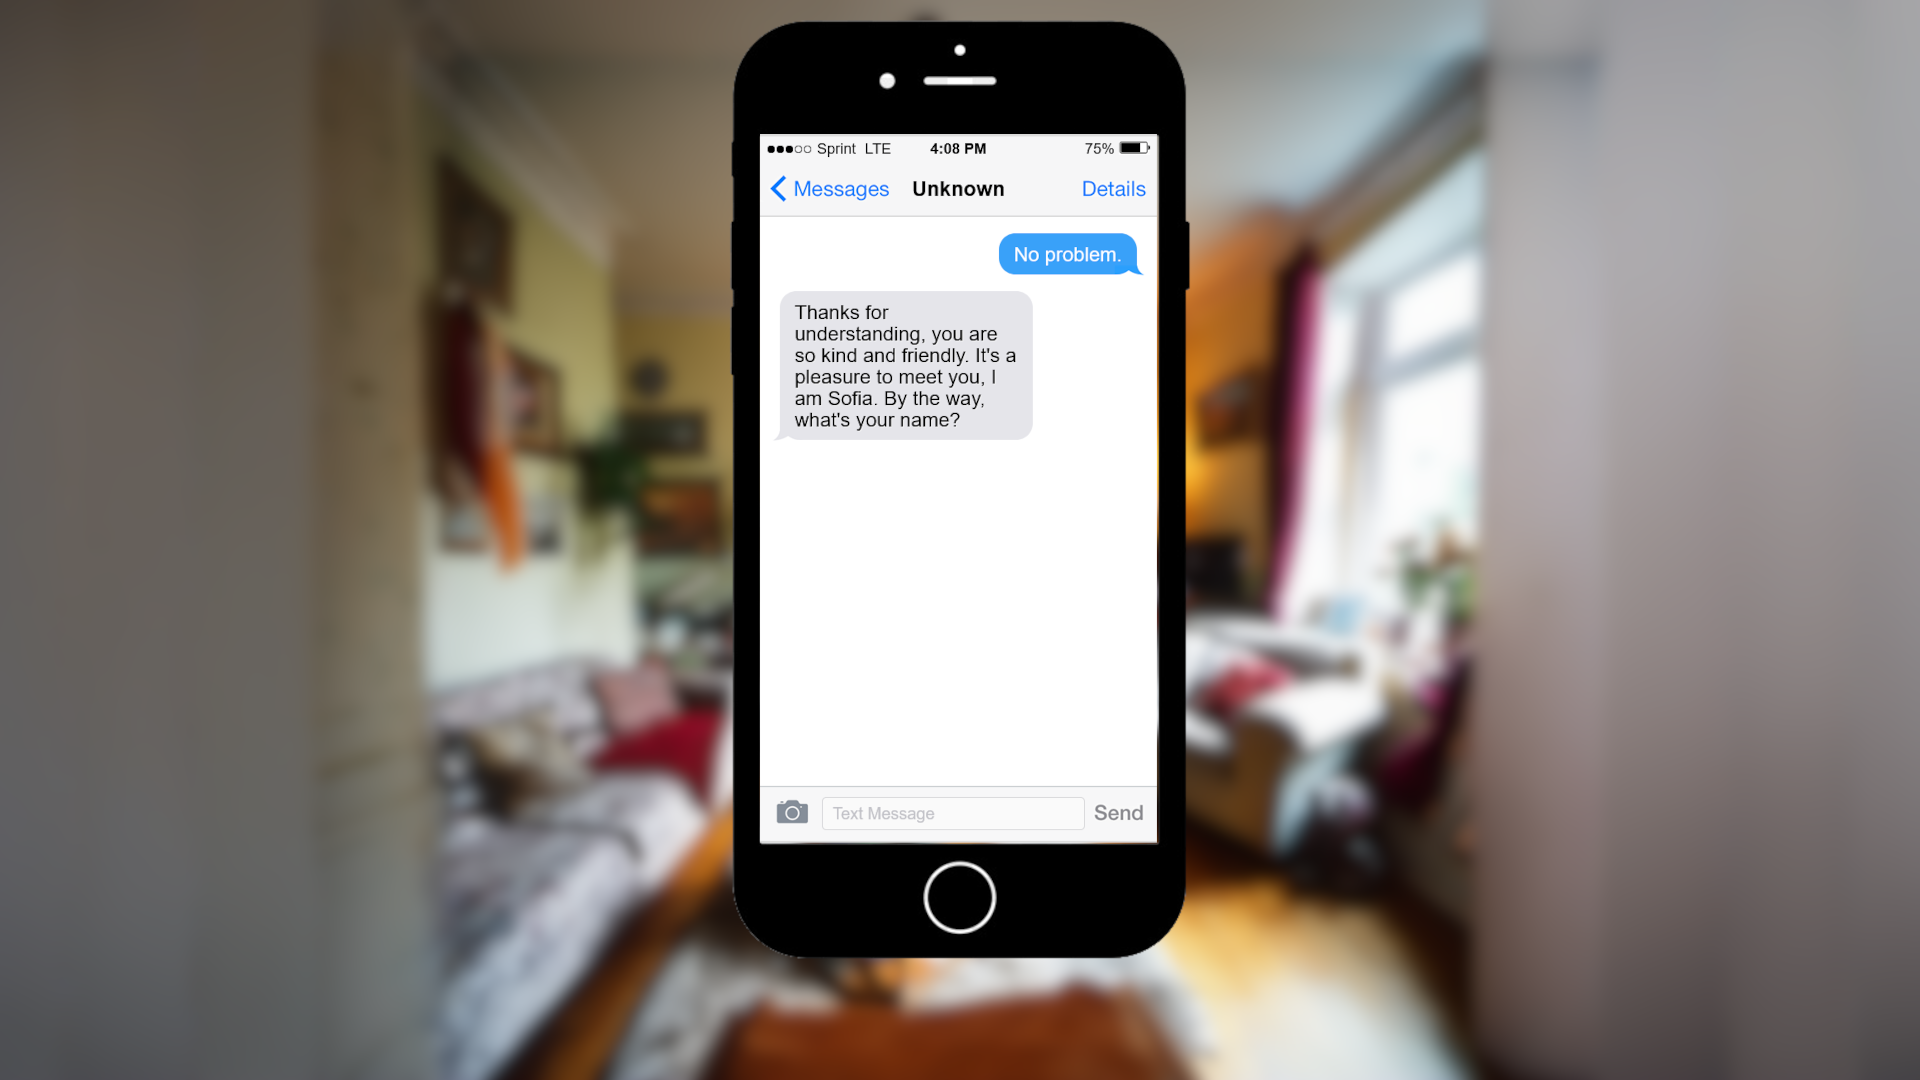 Sprint LTE 4:08 PM 75%
Messages Unknown Details
No problem.
Thanks for
understanding, you are
so kind and friendly. It's a
pleasure to meet you, I
am Sofia. By the way,
what's your name?
Text Message Send